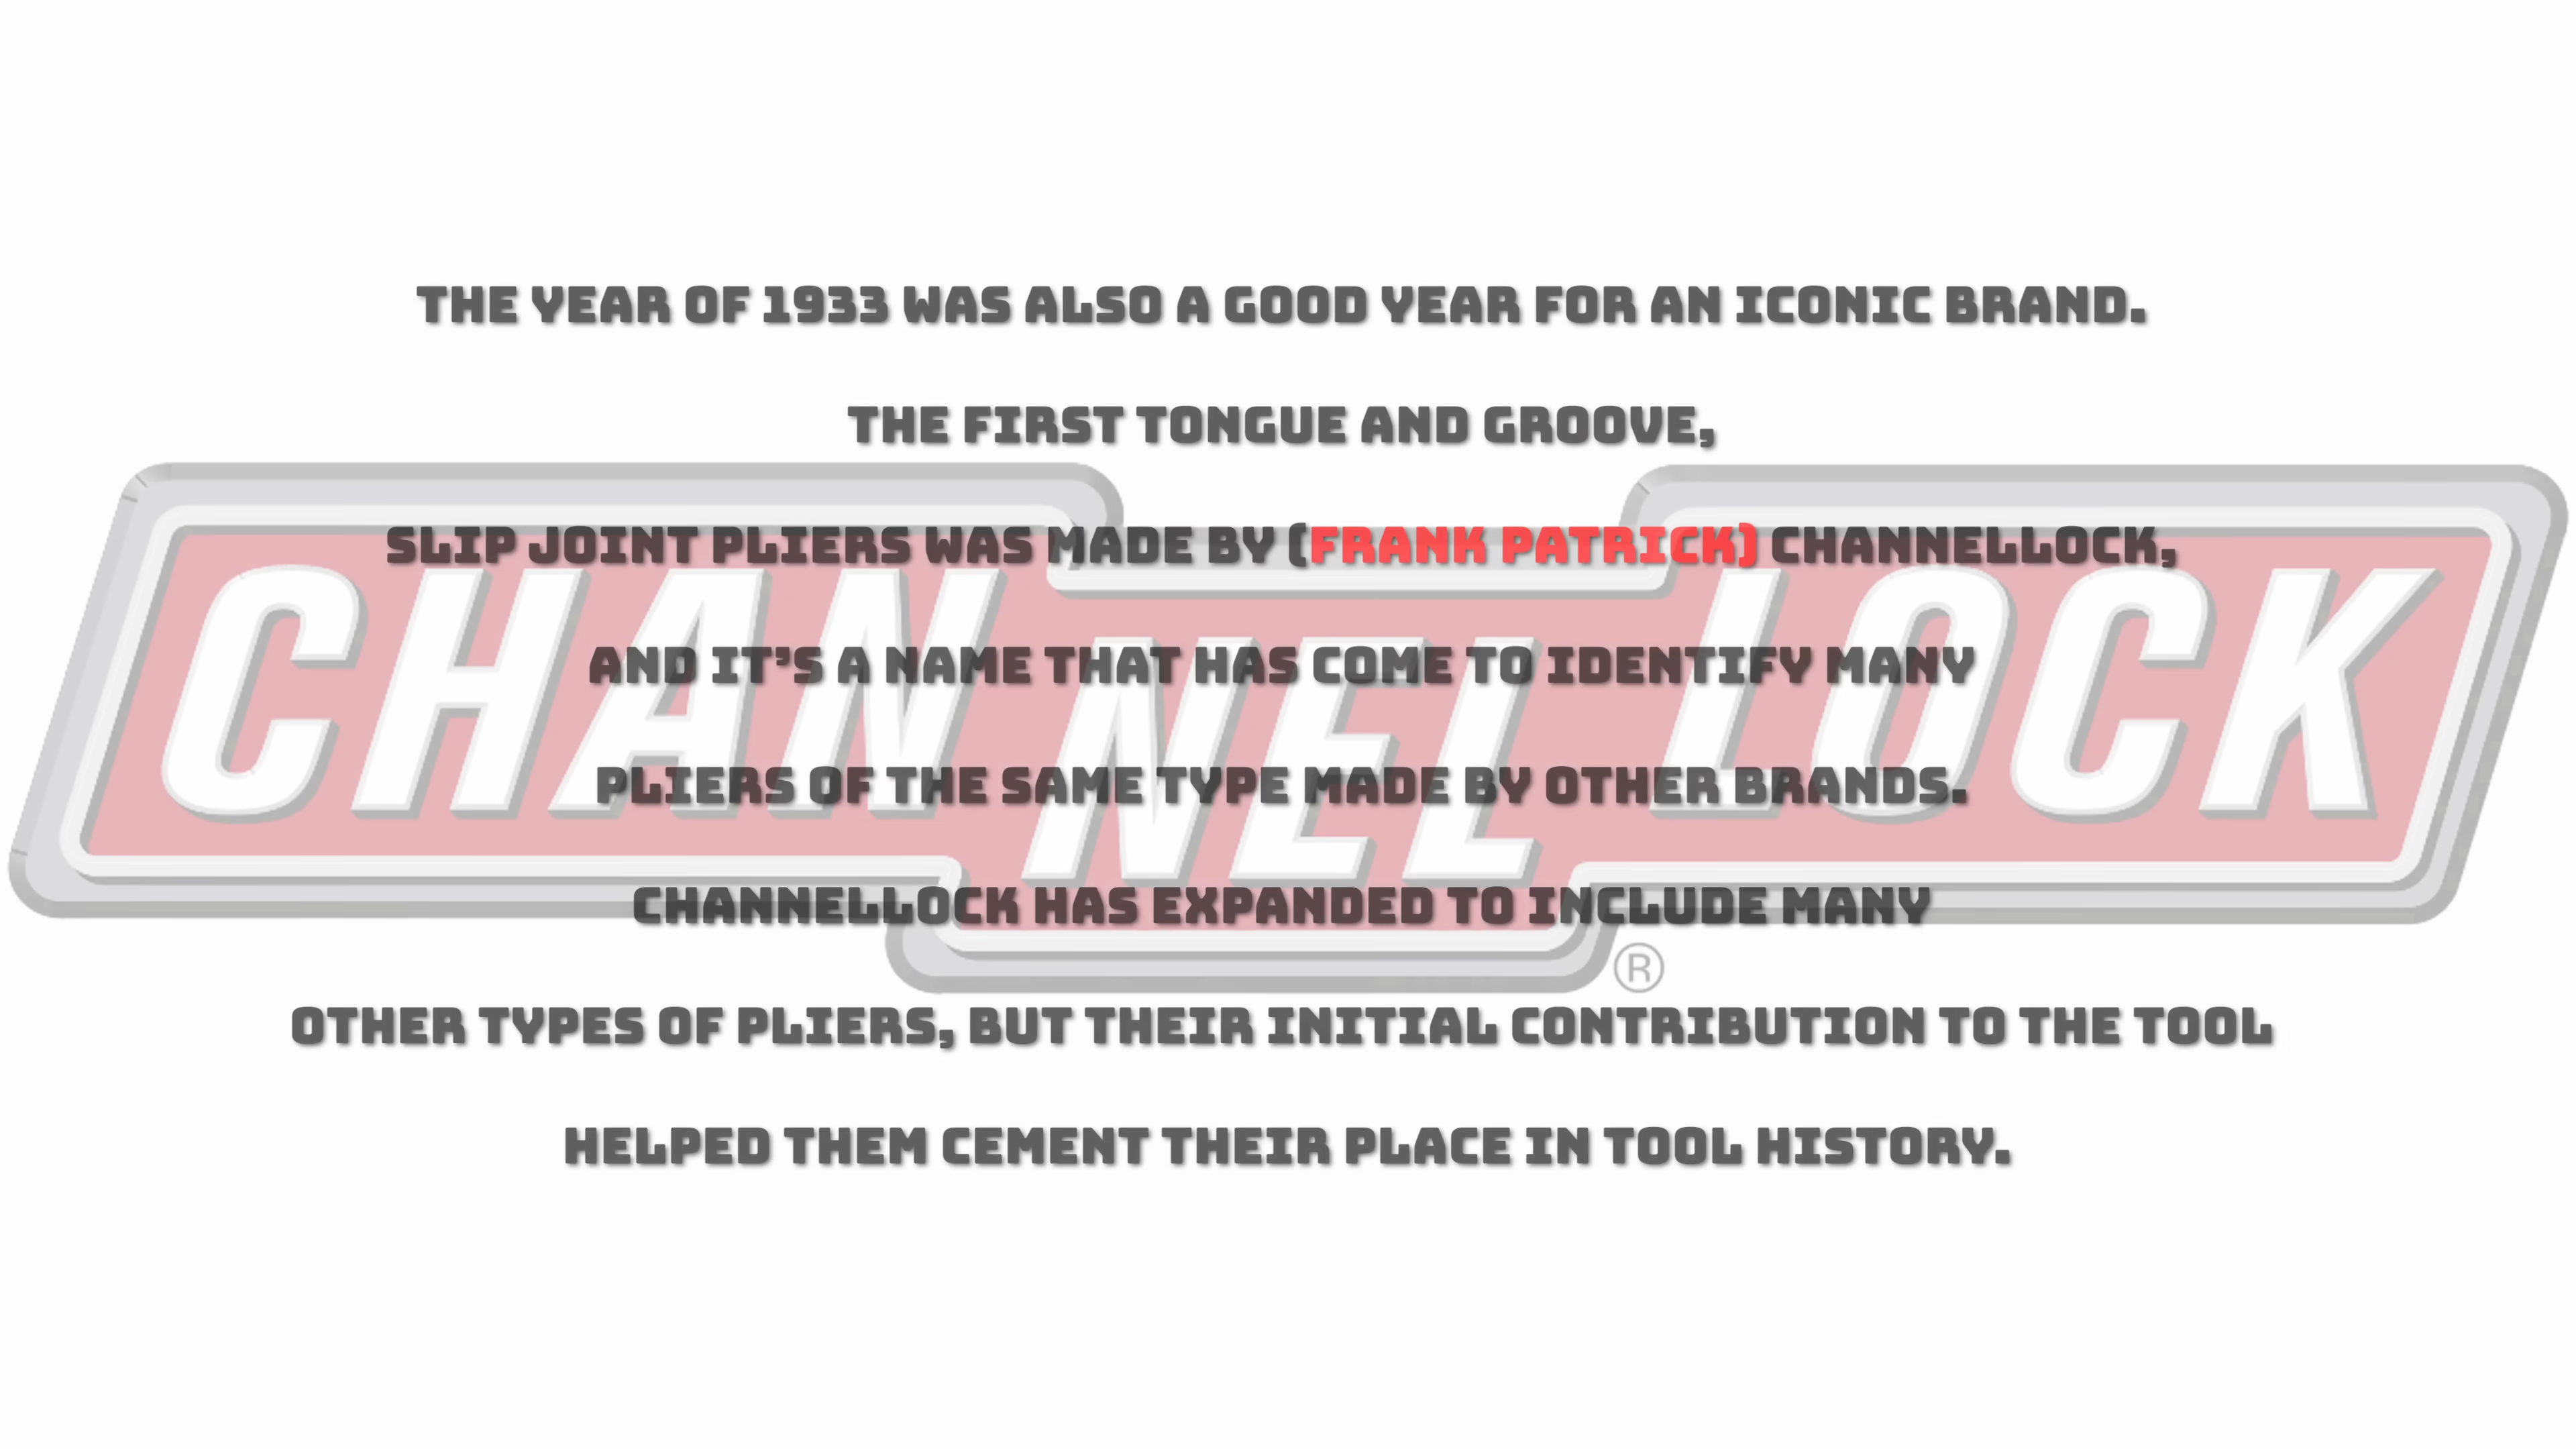 THE YEAR OF 1933 WAS ALSO A GOOD YEAR FOR AN ICONIC BRAND.
THE FIRST TONGUE AND GROOVE,
SLIP JOINT PLIERS WAS MADE BY (FRANK PATRICK) CHANNELLOCK,
AND IT'S A NAME THAT HAS COME TO IDENTIFY MANY
PLIERS OF THE SAME TYPE MADE BY OTHER BRANDS.
CHANNELLOCK HAS EXPANDED TO INCLUDE MANY
OTHER TYPES OF PLIERS, BUT THEIR INITIAL CONTRIBUTION TO THE TOOL
HELPED THEM CEMENT THEIR PLACE IN TOOL HISTORY.
CHANNELLOCK®